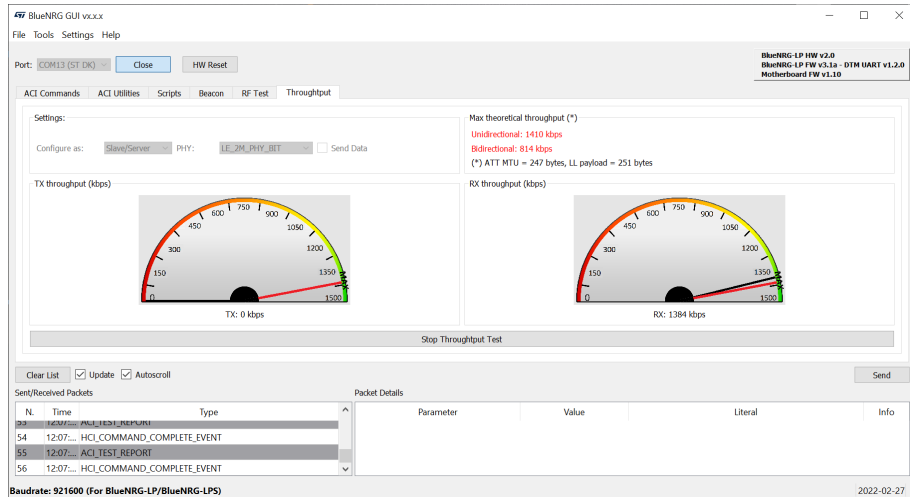 BlueNRG GUI vx.x.x
File Tools Settings Help
Port: COM13 (ST DK) Close HW Reset
BlueNRG-LP HW v2.0
BlueNRG-LP FW v3.1a - DTM UART v1.2.0
Motherboard FW v1.10
ACI Commands ACI Utilities Scripts Beacon RF Test Throughtput
Settings:
Configure as: Slave/Server PHY: LE_2M_PHY_BIT Send Data
Max theoretical throughput (*)
Unidirectional: 1410 kbps
Bidirectional: 814 kbps
(*) ATT MTU = 247 bytes, LL payload = 251 bytes
TX throughput (kbps)
0 150 300 450 600 750 900 1050 1200 1350 1500 MAX
TX: 0 kbps
RX throughput (kbps)
0 150 300 450 600 750 900 1050 1200 1350 1500 MAX
RX: 1384 kbps
Stop Throughtput Test
Clear List Update Autoscroll Send
Sent/Received Packets
N. Time Type
53 12:07:... ACI_TEST_REPORT
54 12:07:... HCI_COMMAND_COMPLETE_EVENT
55 12:07:... ACI_TEST_REPORT
56 12:07:... HCI_COMMAND_COMPLETE_EVENT
Packet Details
Parameter Value Literal Info
Baudrate: 921600 (For BlueNRG-LP/BlueNRG-LPS) 2022-02-27